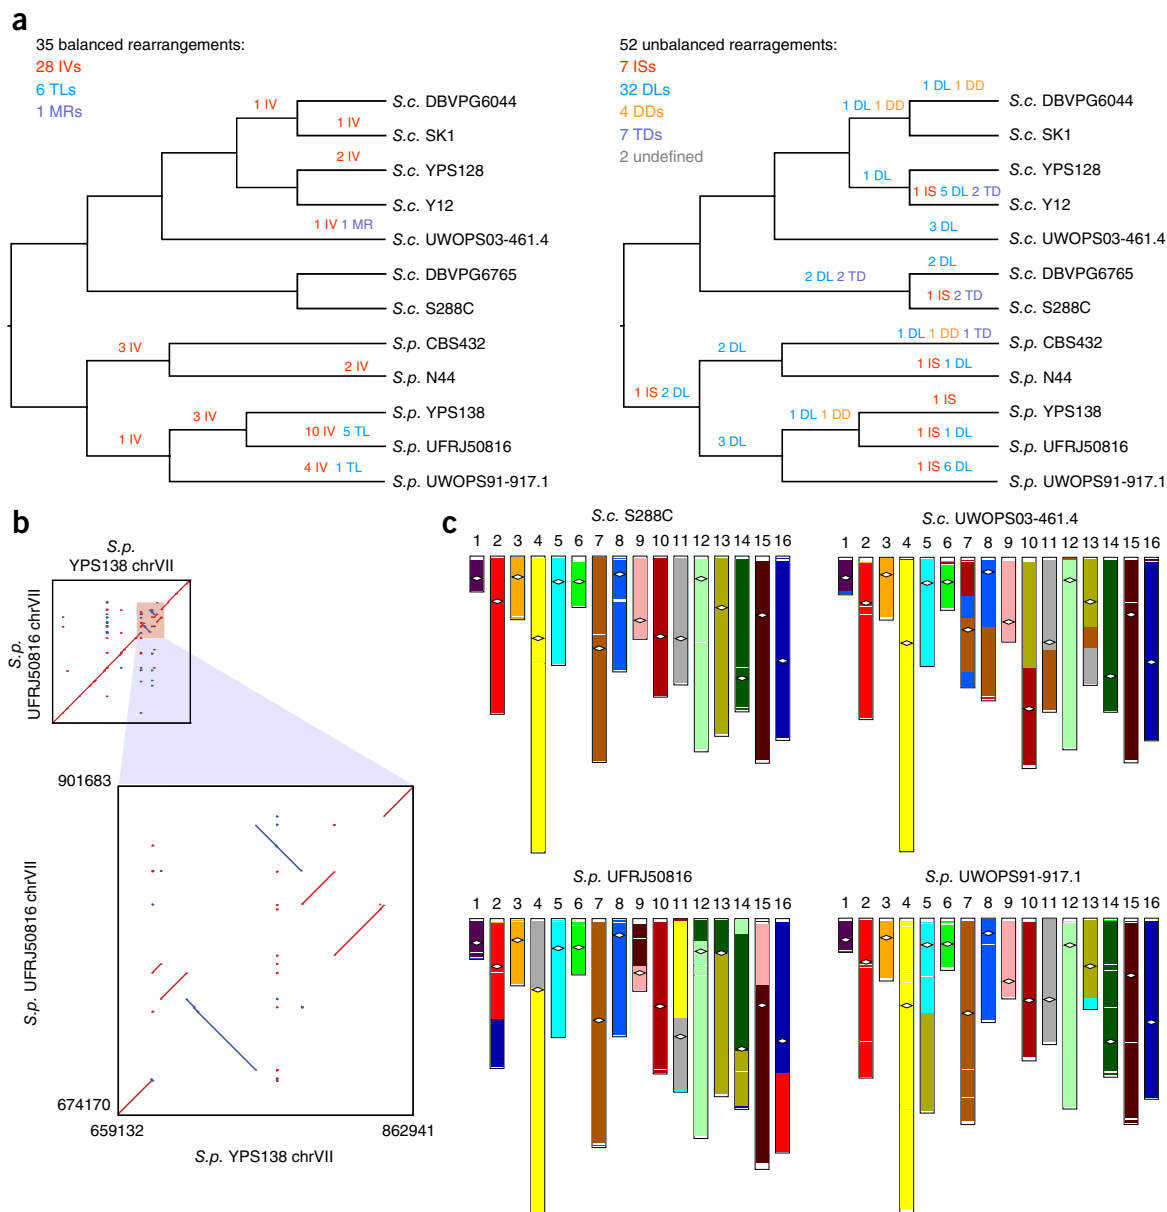 a
35 balanced rearrangements:
28 IVs
6 TLs
1 MRs
1 IV
S.c. DBVPG6044
1 IV
S.c. SK1
2 IV
S.c. YPS128
S.c. Y12
1 IV 1 MR
S.c. UWOPS03-461.4
S.c. DBVPG6765
S.c. S288C
3 IV
S.p. CBS432
2 IV
S.p. N44
3 IV
S.p. YPS138
1 IV
10 IV 5 TL
S.p. UFRJ50816
4 IV 1 TL
S.p. UWOPS91-917.1
52 unbalanced rearragements:
7 ISs
32 DLs
4 DDs
7 TDs
2 undefined
1 DL 1 DD
1 DL 1 DD
S.c. DBVPG6044
S.c. SK1
1 DL
S.c. YPS128
1 IS 5 DL 2 TD
S.c. Y12
3 DL
S.c. UWOPS03-461.4
2 DL 2 TD
2 DL
S.c. DBVPG6765
1 IS 2 TD
S.c. S288C
1 DL 1 DD 1 TD
S.p. CBS432
2 DL
1 IS 1 DL
S.p. N44
1 IS 2 DL
1 IS
S.p. YPS138
1 DL 1 DD
3 DL
1 IS 1 DL
S.p. UFRJ50816
1 IS 6 DL
S.p. UWOPS91-917.1
b
S.p.
YPS138 chrVII
S.p.
UFRJ50816 chrVII
901683
S.p. UFRJ50816 chrVII
674170
659132
862941
S.p. YPS138 chrVII
c
S.c. S288C
1 2 3 4 5 6 7 8 9 10 11 12 13 14 15 16
S.c. UWOPS03-461.4
1 2 3 4 5 6 7 8 9 10 11 12 13 14 15 16
S.p. UFRJ50816
1 2 3 4 5 6 7 8 9 10 11 12 13 14 15 16
S.p. UWOPS91-917.1
1 2 3 4 5 6 7 8 9 10 11 12 13 14 15 16